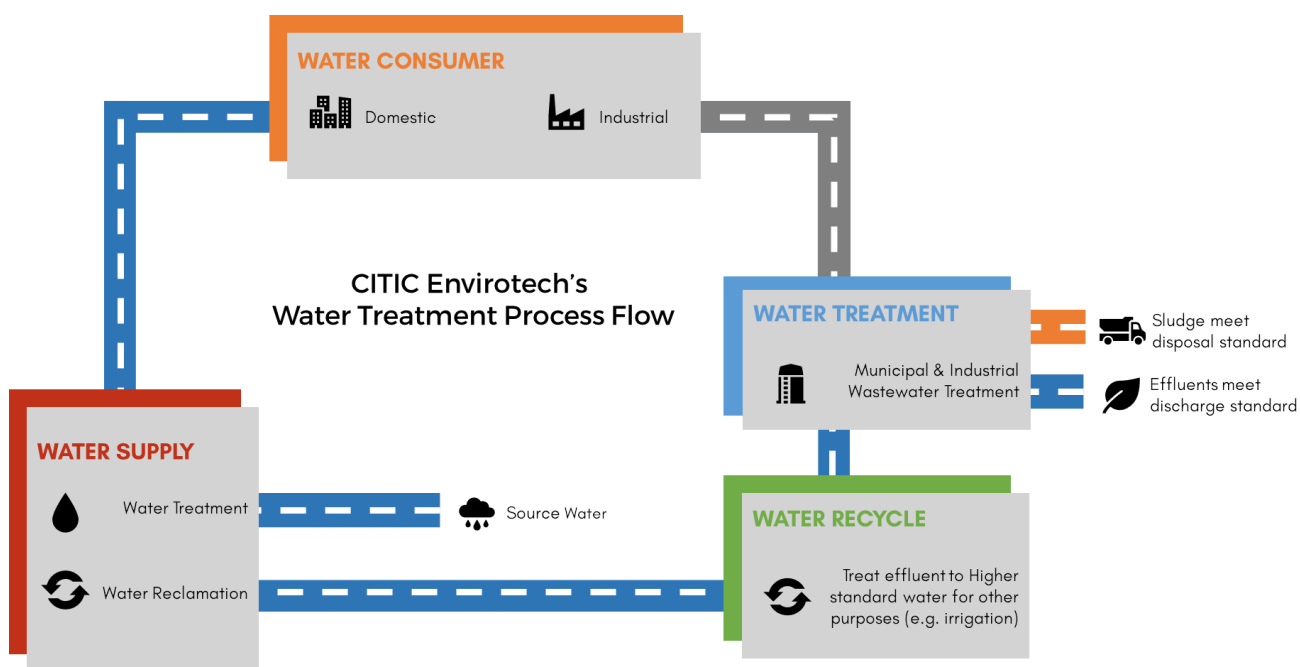 WATER CONSUMER
Domestic
Industrial
CITIC Envirotech's
Water Treatment Process Flow
WATER TREATMENT
Municipal & Industrial
Wastewater Treatment
Sludge meet
disposal standard
Effluents meet
discharge standard
WATER SUPPLY
Water Treatment
Source Water
Water Reclamation
WATER RECYCLE
Treat effluent to Higher
standard water for other
purposes (e.g. irrigation)